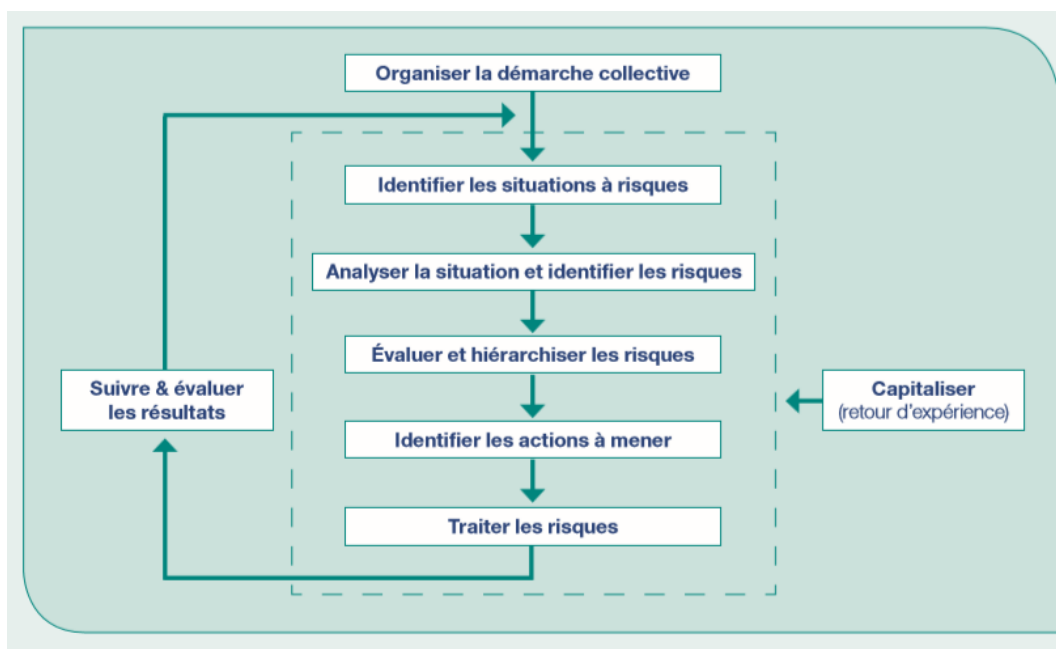 Organiser la démarche collective
Identifier les situations à risques
Analyser la situation et identifier les risques
Évaluer et hiérarchiser les risques
Suivre & évaluer
les résultats
Capitaliser
(retour d'expérience)
Identifier les actions à mener
Traiter les risques